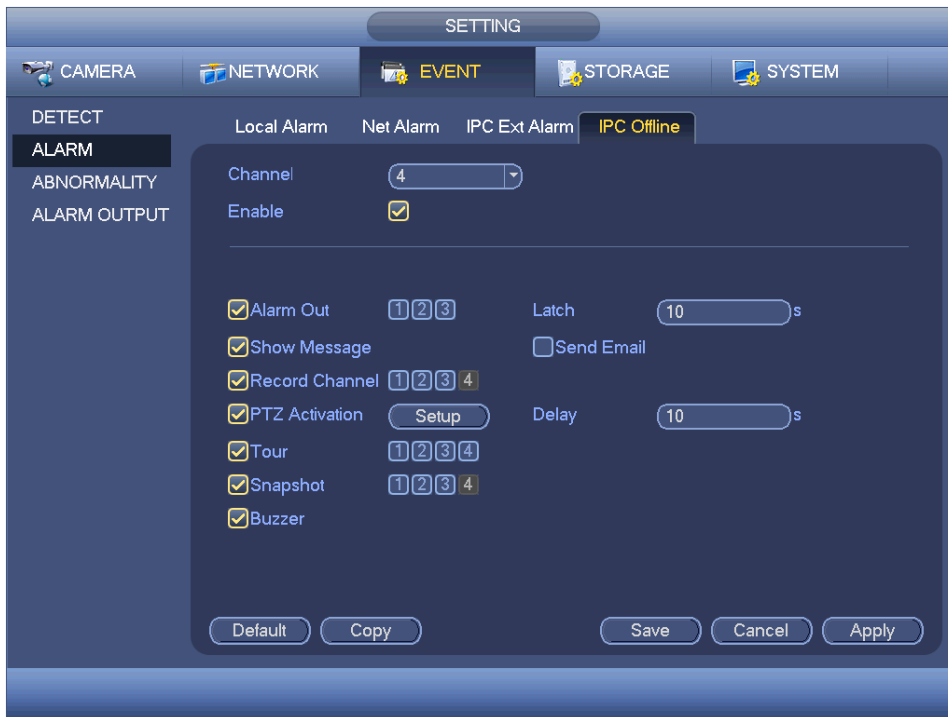 SETTING
CAMERA NETWORK EVENT STORAGE SYSTEM
DETECT
ALARM
ABNORMALITY
ALARM OUTPUT
Local Alarm Net Alarm IPC Ext Alarm IPC Offline
Channel 4
Enable
Alarm Out 1 2 3 Latch 10 s
Show Message Send Email
Record Channel 1 2 3 4
PTZ Activation Setup Delay 10 s
Tour 1 2 3 4
Snapshot 1 2 3 4
Buzzer
Default Copy Save Cancel Apply